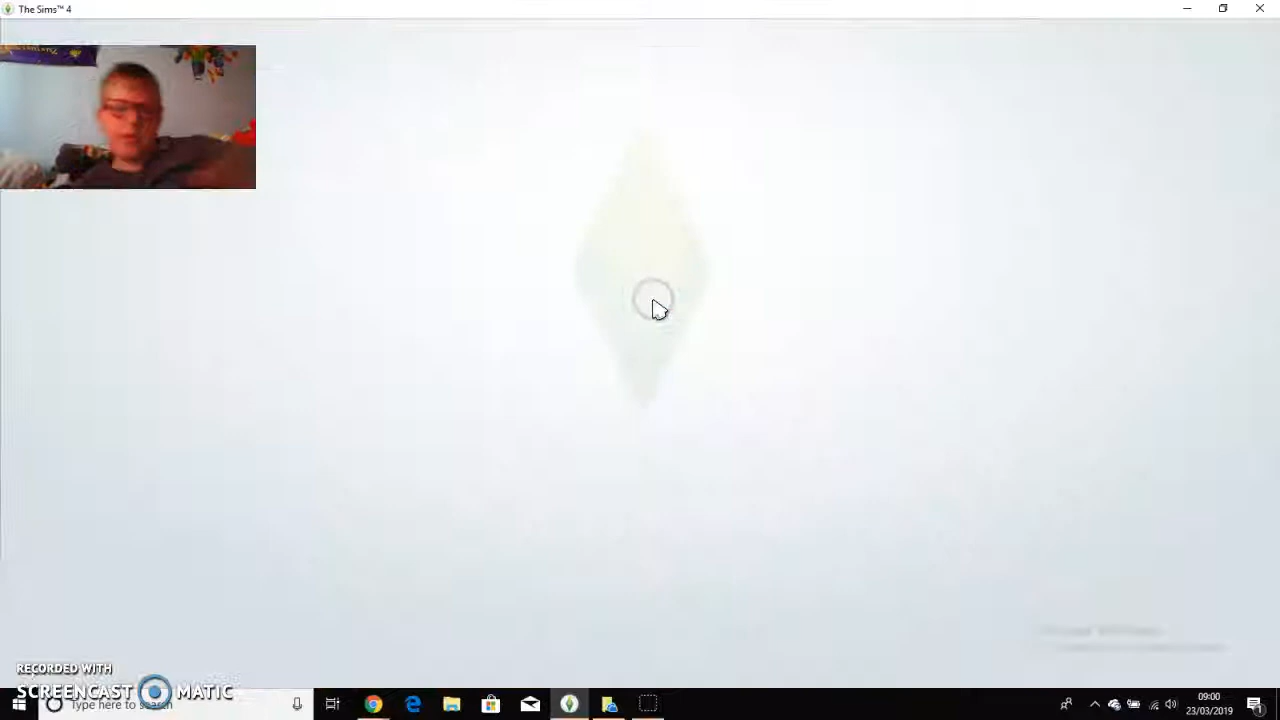 The Sims™ 4
RECORDED WITH
SCREENCAST MATIC
Type here to search
09:00
23/03/2019